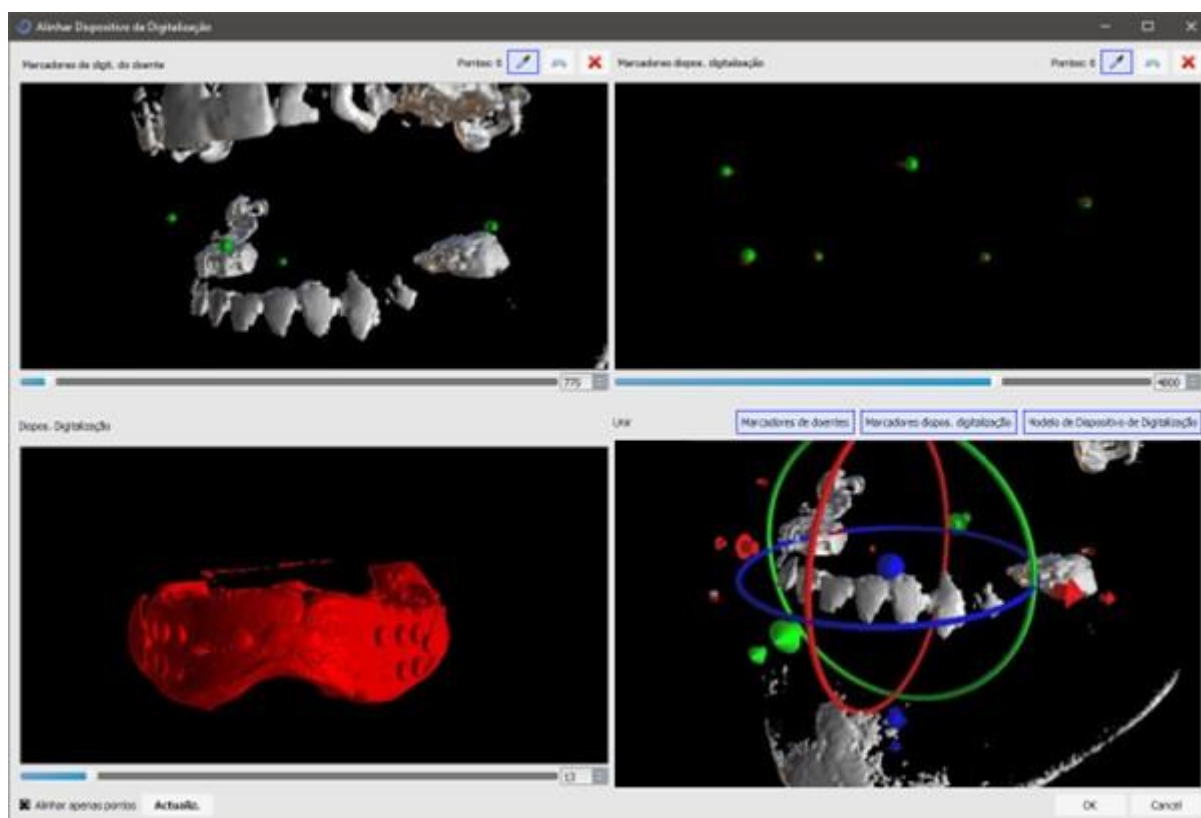 Alinhar Dispositivo de Digitalização
Marcadores de digit. do doente
Pontos: 6
Marcadores dispos. digitalização
Pontos: 6
775
4800
Dispos. Digitalização
Unir
Marcadores de doentes
Marcadores dispos. digitalização
Modelo de Dispositivo de Digitalização
13
Alinhar apenas pontos
Actualiz.
OK
Cancel